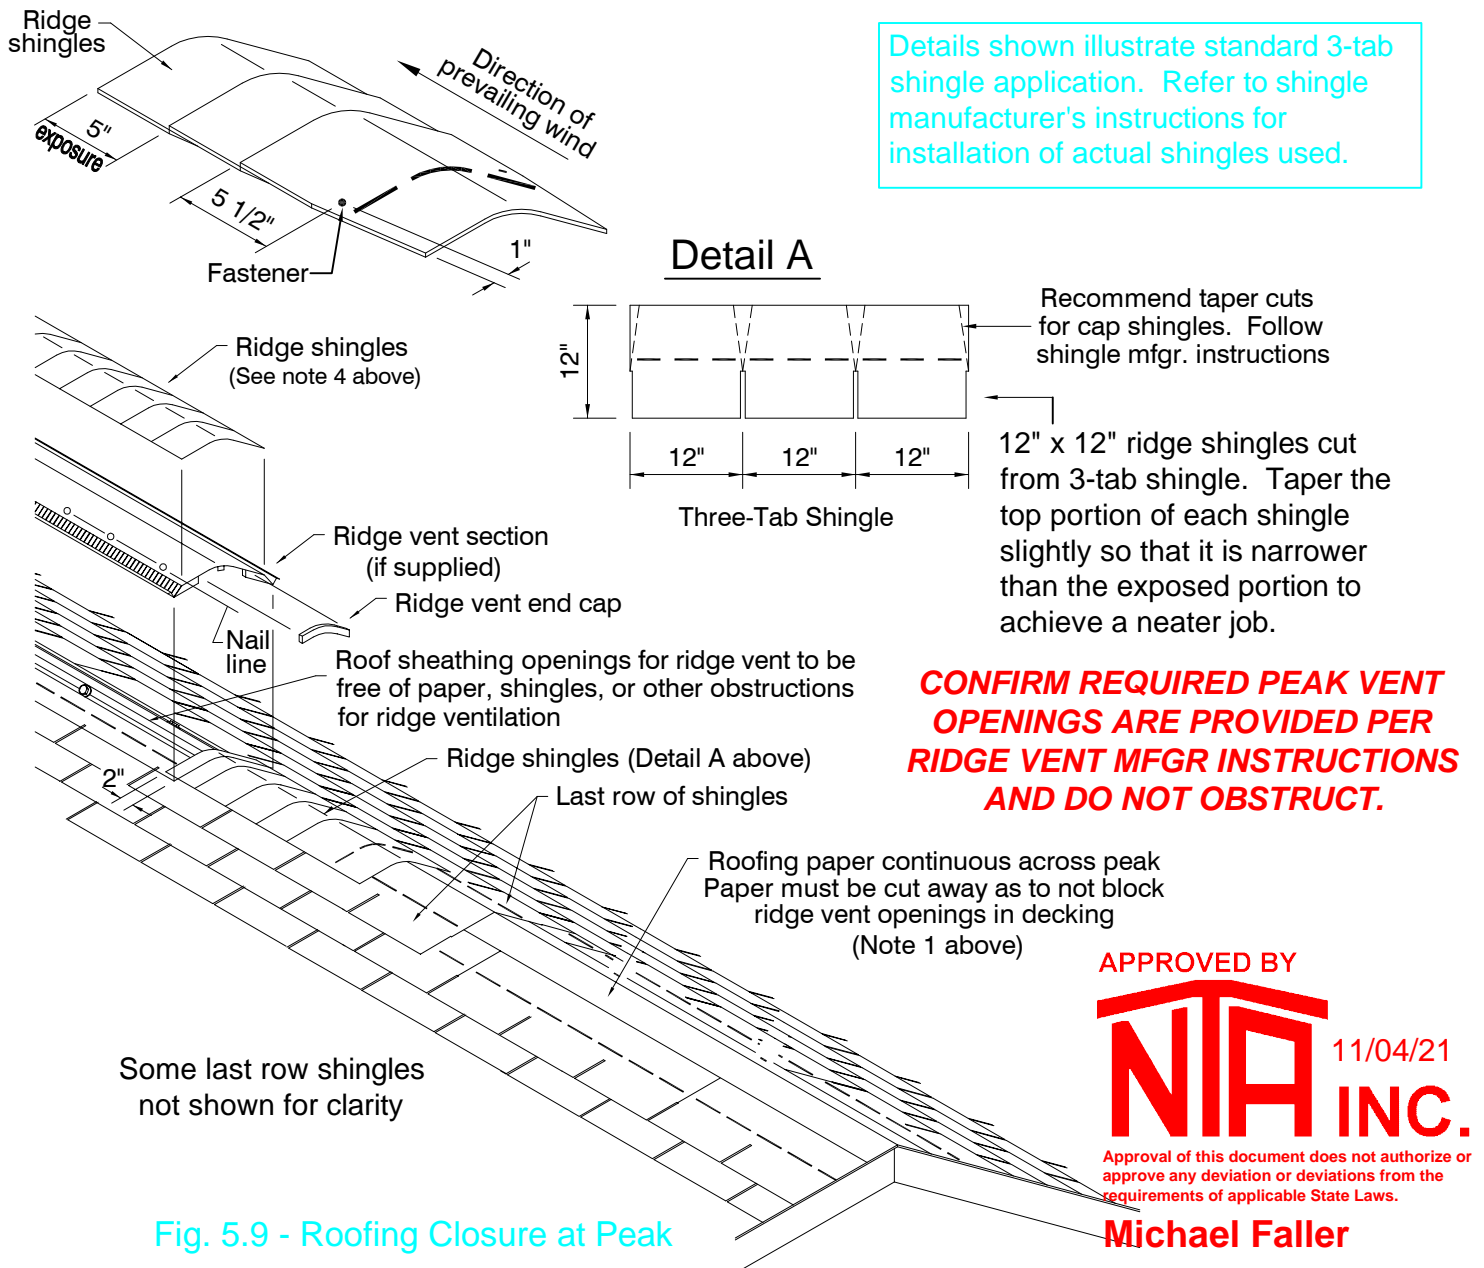 Ridge
shingles
Direction of
prevailing wind
5"
exposure
5 1/2"
1"
Fastener
Details shown illustrate standard 3-tab
shingle application.  Refer to shingle
manufacturer's instructions for
installation of actual shingles used.
Detail A
Recommend taper cuts
for cap shingles.  Follow
shingle mfgr. instructions
12"
12"
12"
12"
Three-Tab Shingle
12" x 12" ridge shingles cut
from 3-tab shingle.  Taper the
top portion of each shingle
slightly so that it is narrower
than the exposed portion to
achieve a neater job.
Ridge shingles
(See note 4 above)
Ridge vent section
(if supplied)
Ridge vent end cap
Nail
line
Roof sheathing openings for ridge vent to be
free of paper, shingles, or other obstructions
for ridge ventilation
CONFIRM REQUIRED PEAK VENT
OPENINGS ARE PROVIDED PER
RIDGE VENT MFGR INSTRUCTIONS
AND DO NOT OBSTRUCT.
Ridge shingles (Detail A above)
2"
Last row of shingles
Roofing paper continuous across peak
Paper must be cut away as to not block
ridge vent openings in decking
(Note 1 above)
Some last row shingles
not shown for clarity
APPROVED BY
NTA
11/04/21
INC.
Approval of this document does not authorize or
approve any deviation or deviations from the
requirements of applicable State Laws.
Michael Faller
Fig. 5.9 - Roofing Closure at Peak